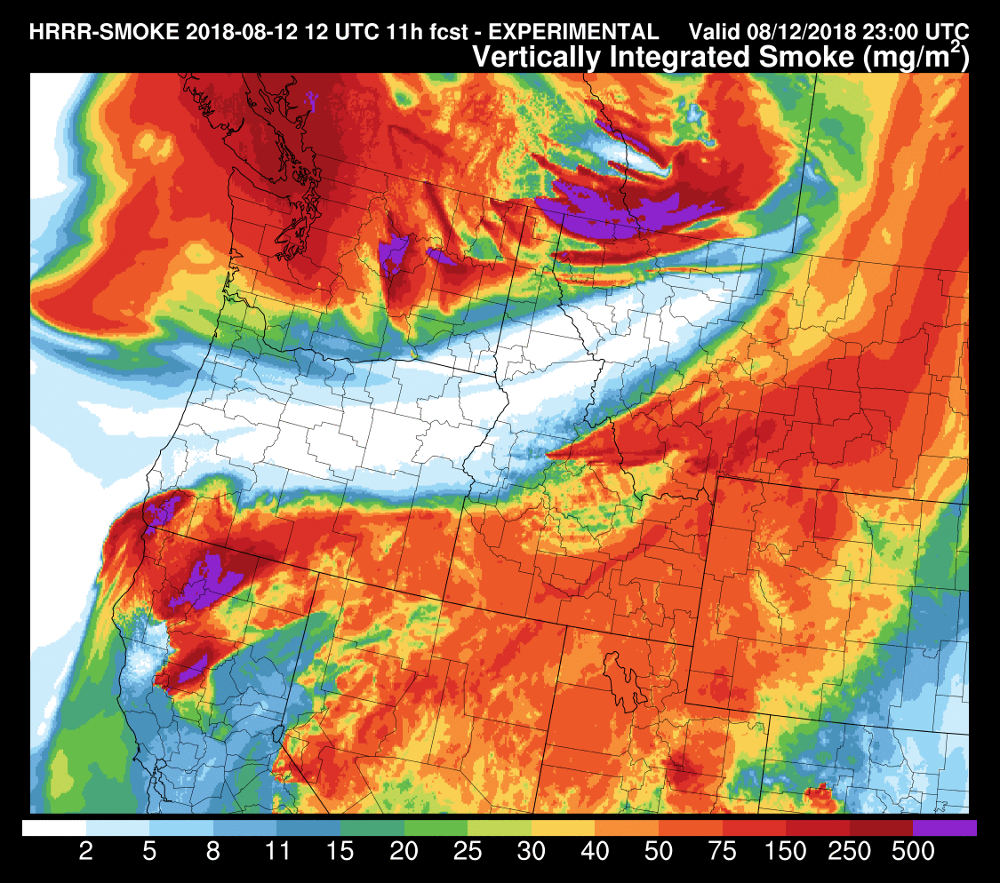 HRRR-SMOKE 2018-08-12 12 UTC 11h fcst - EXPERIMENTAL Valid 08/12/2018 23:00 UTC
Vertically Integrated Smoke (mg/m²)
2 5 8 11 15 20 25 30 40 50 75 150 250 500